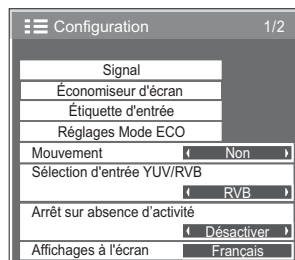 Configuration 1/2
Signal
Économiseur d'écran
Étiquette d'entrée
Réglages Mode ECO
Mouvement Non
Sélection d'entrée YUV/RVB
RVB
Arrêt sur absence d’activité
Désactiver
Affichages à l'écran Français